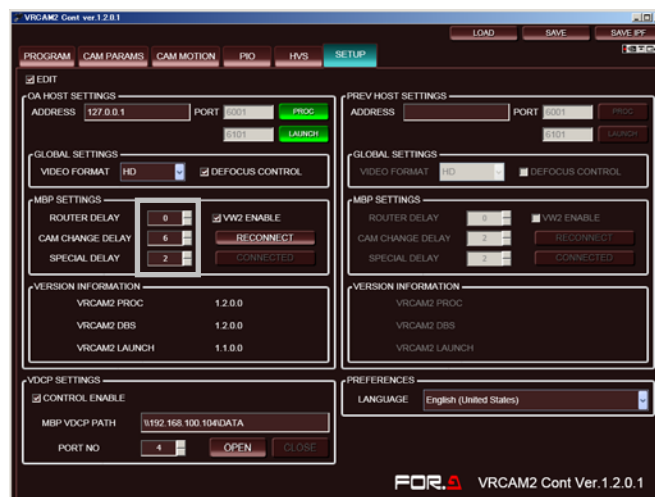 VRCAM2 Cont ver.1.2.0.1
LOAD SAVE SAVE IPF
PROGRAM CAM PARAMS CAM MOTION PIO HVS SETUP
EDIT
OA HOST SETTINGS
ADDRESS 127.0.0.1 PORT 6001 PROC
6101 LAUNCH
GLOBAL SETTINGS
VIDEO FORMAT HD DEFOCUS CONTROL
MBP SETTINGS
ROUTER DELAY 0 VW2 ENABLE
CAM CHANGE DELAY 6 RECONNECT
SPECIAL DELAY 2 CONNECTED
VERSION INFORMATION
VRCAM2 PROC 1.2.0.0
VRCAM2 DBS 1.2.0.0
VRCAM2 LAUNCH 1.1.0.0
VDCP SETTINGS
CONTROL ENABLE
MBP VDCP PATH \\192.168.100.104\DATA
PORT NO 4 OPEN CLOSE
PREV HOST SETTINGS
ADDRESS PORT 6001 PROC
6101 LAUNCH
GLOBAL SETTINGS
VIDEO FORMAT HD DEFOCUS CONTROL
MBP SETTINGS
ROUTER DELAY 0 VW2 ENABLE
CAM CHANGE DELAY 2 RECONNECT
SPECIAL DELAY 2 CONNECTED
VERSION INFORMATION
VRCAM2 PROC
VRCAM2 DBS
VRCAM2 LAUNCH
PREFERENCES
LANGUAGE English (United States)
FOR.A VRCAM2 Cont Ver.1.2.0.1